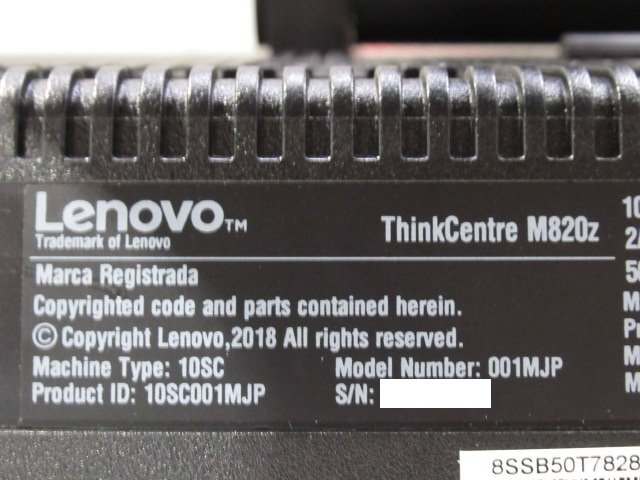 Lenovo™ ThinkCentre M820z
Trademark of Lenovo
Marca Registrada
Copyrighted code and parts contained herein.
© Copyright Lenovo,2018 All rights reserved.
Machine Type: 10SC Model Number: 001MJP
Product ID: 10SC001MJP S/N:
8SSB50T7828